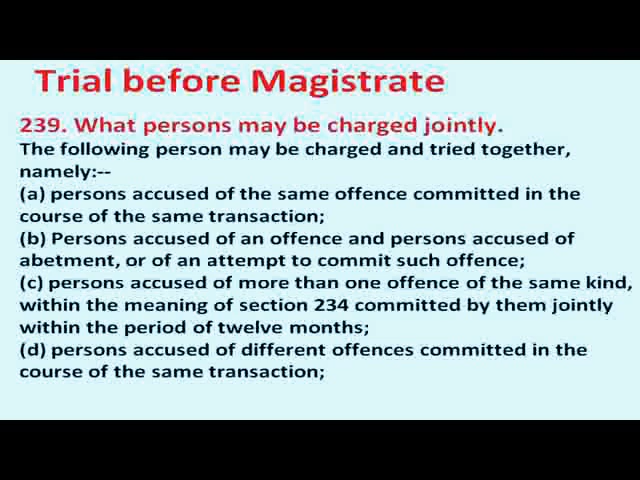 Trial before Magistrate
239. What persons may be charged jointly.
The following person may be charged and tried together,
namely:--
(a) persons accused of the same offence committed in the
course of the same transaction;
(b) Persons accused of an offence and persons accused of
abetment, or of an attempt to commit such offence;
(c) persons accused of more than one offence of the same kind,
within the meaning of section 234 committed by them jointly
within the period of twelve months;
(d) persons accused of different offences committed in the
course of the same transaction;